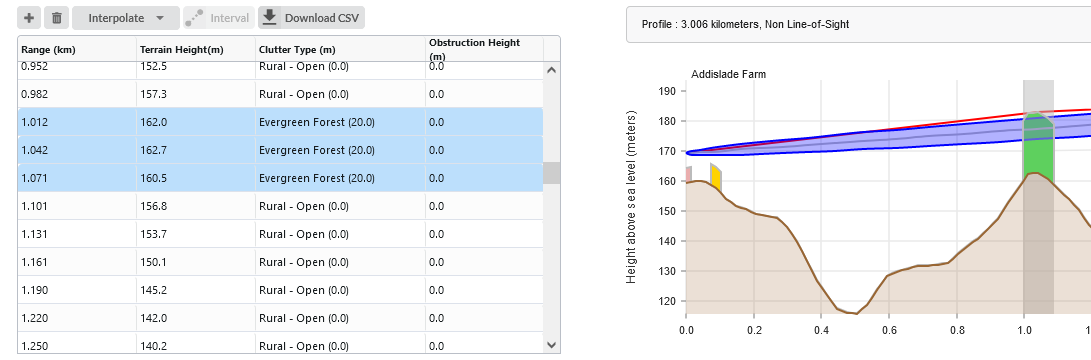 Interpolate Interval Download CSV
Range (km) Terrain Height(m) Clutter Type (m) Obstruction Height (m)
0.952 152.5 Rural - Open (0.0) 0.0
0.982 157.3 Rural - Open (0.0) 0.0
1.012 162.0 Evergreen Forest (20.0) 0.0
1.042 162.7 Evergreen Forest (20.0) 0.0
1.071 160.5 Evergreen Forest (20.0) 0.0
1.101 156.8 Rural - Open (0.0) 0.0
1.131 153.7 Rural - Open (0.0) 0.0
1.161 150.1 Rural - Open (0.0) 0.0
1.190 145.2 Rural - Open (0.0) 0.0
1.220 142.0 Rural - Open (0.0) 0.0
1.250 140.2 Rural - Open (0.0) 0.0
Profile : 3.006 kilometers, Non Line-of-Sight
Addislade Farm
Height above sea level (meters)
190
180
170
160
150
140
130
120
0.0 0.2 0.4 0.6 0.8 1.0